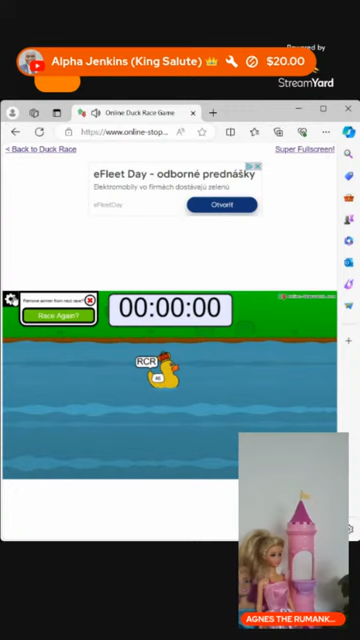 Powered by
Alpha Jenkins (King Salute) $20.00
StreamYard
Online Duck Race Game
https://www.online-stop...
< Back to Duck Race
Super Fullscreen!
eFleet Day - odborné prednášky
Elektromobily vo firmách dostávajú zelenú
eFleetDay
Otvoriť
Remove winner from next race?
Race Again?
00:00:00
RCR
AGNES THE RUMANK...